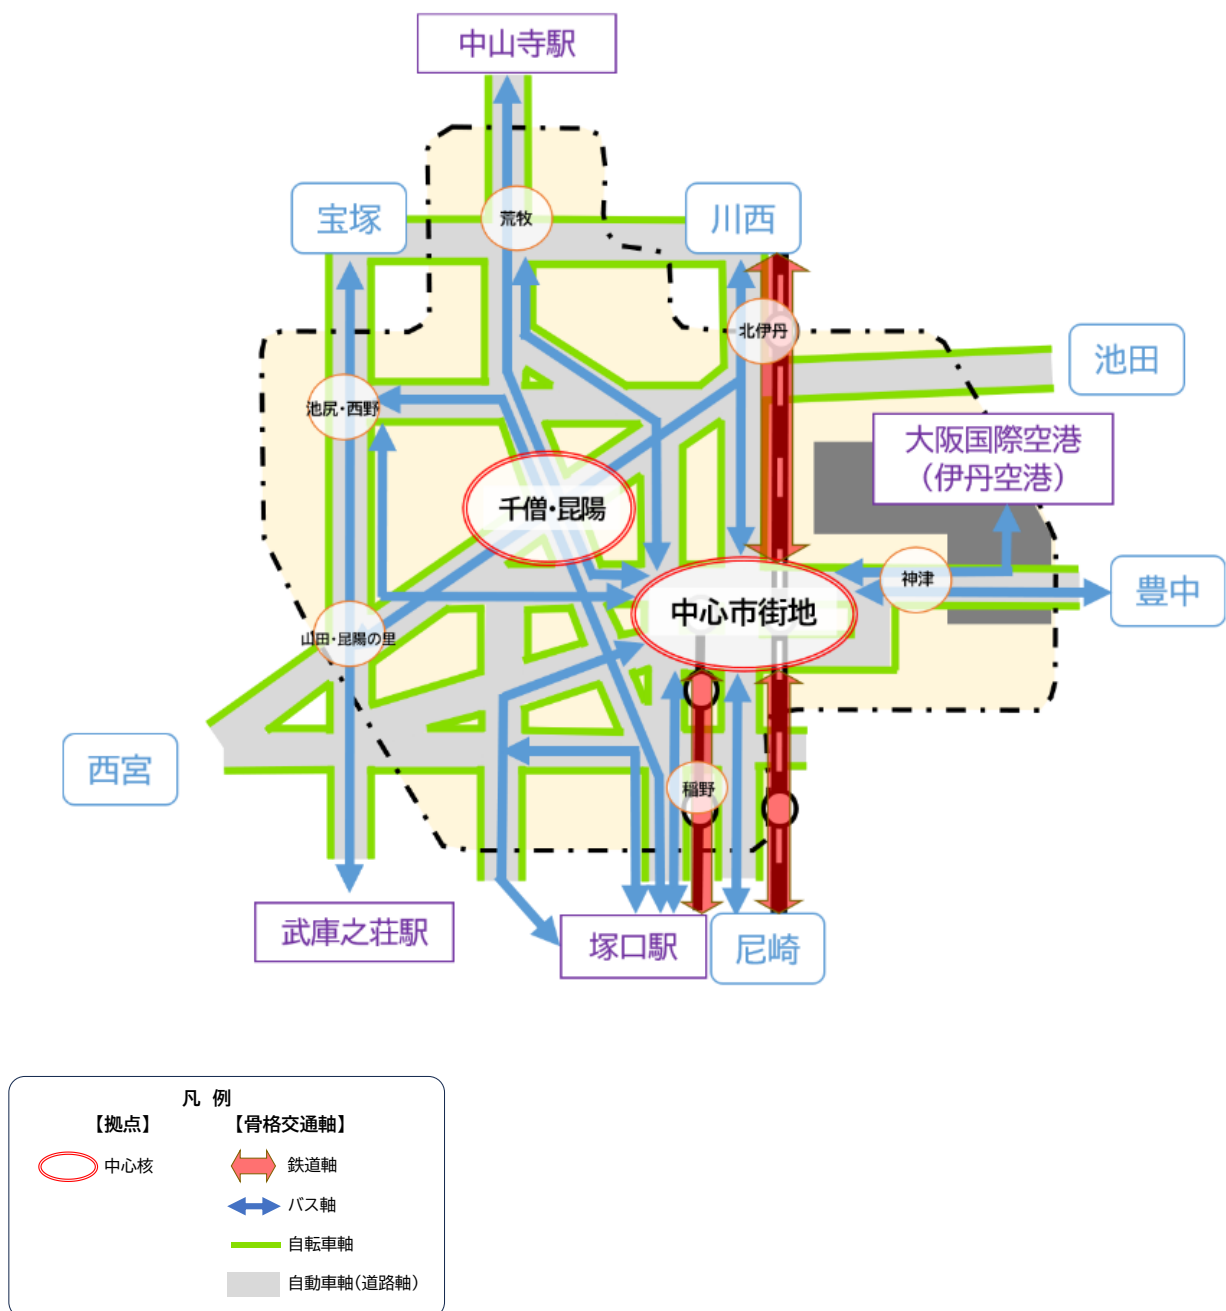 中山寺駅
宝塚
荒牧
川西
北伊丹
池田
池尻・西野
大阪国際空港
（伊丹空港）
千僧・昆陽
神津
豊中
中心市街地
山田・昆陽の里
西宮
稲野
武庫之荘駅
塚口駅
尼崎
凡 例
【拠点】
【骨格交通軸】
中心核
鉄道軸
バス軸
自転車軸
自動車軸（道路軸）